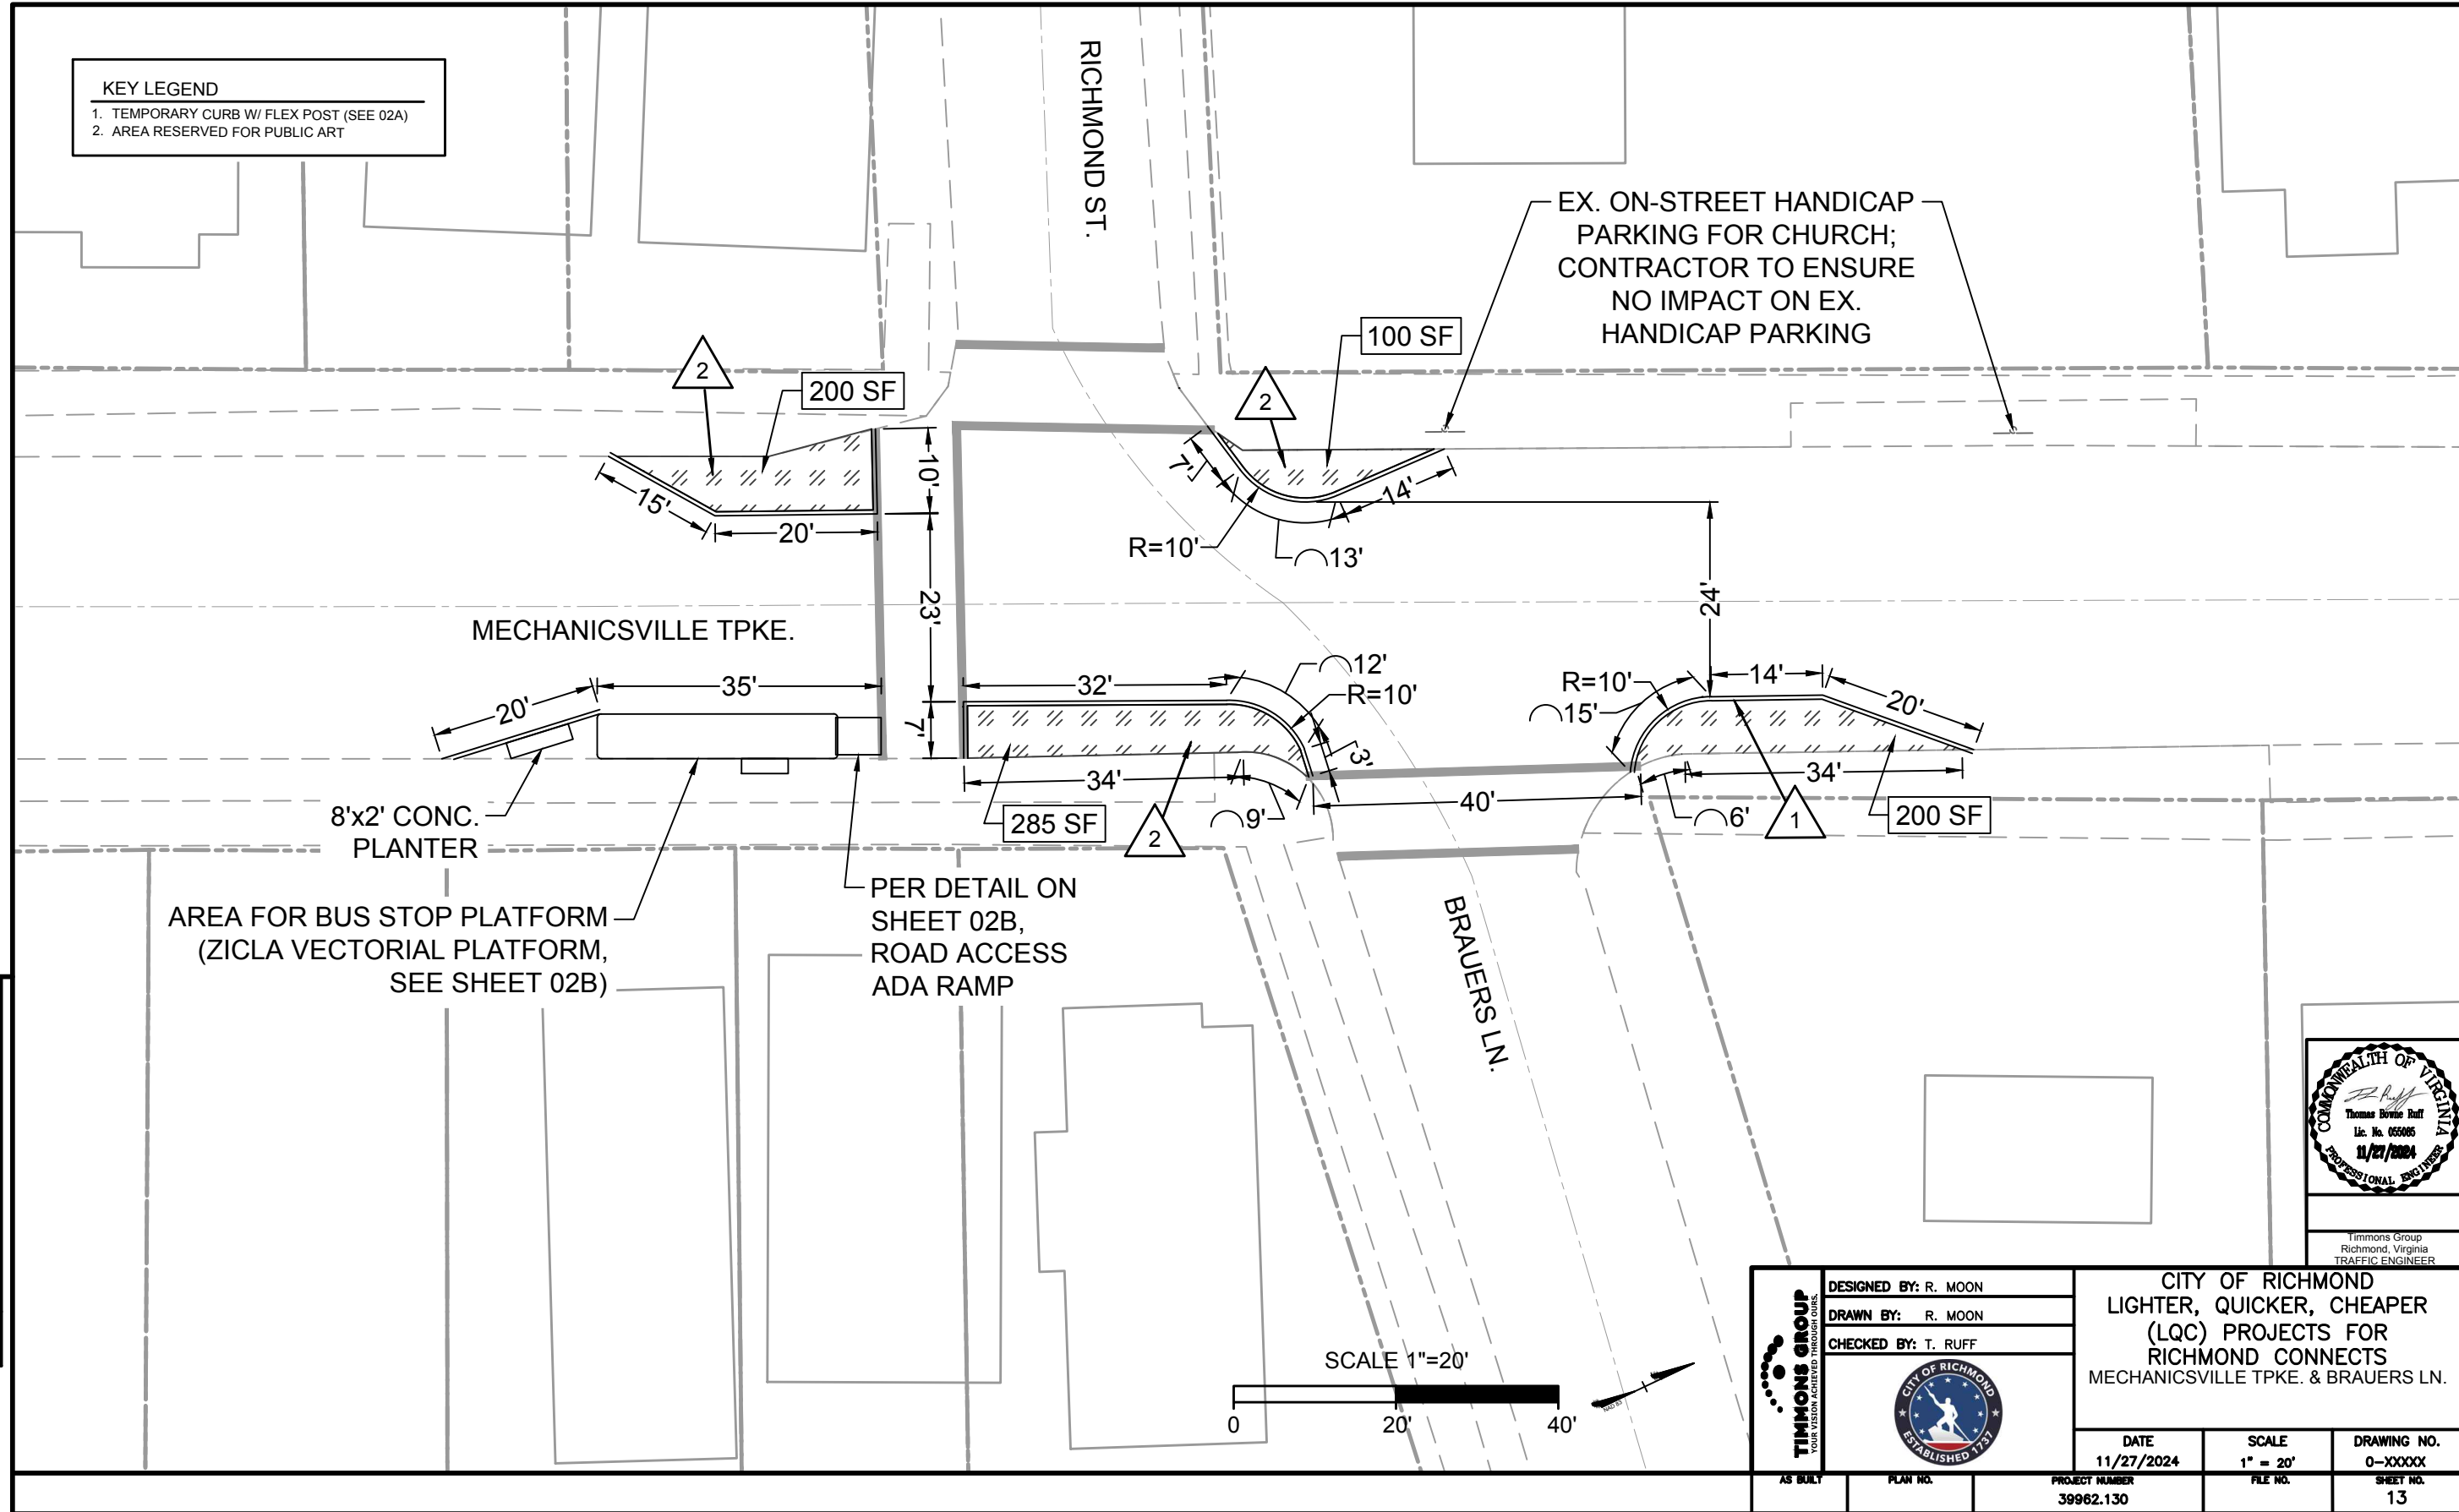 KEY LEGEND
1. TEMPORARY CURB W/ FLEX POST (SEE 02A)
2. AREA RESERVED FOR PUBLIC ART
RICHMOND ST.
EX. ON-STREET HANDICAP
PARKING FOR CHURCH;
CONTRACTOR TO ENSURE
NO IMPACT ON EX.
HANDICAP PARKING
2
200 SF
2
100 SF
10'
15'
20'
7'
14'
R=10'
13'
23'
24'
MECHANICSVILLE TPKE.
20'
35'
7'
32'
12'
R=10'
3'
34'
9'
285 SF
2
40'
R=10'
15'
14'
20'
34'
6'
1
200 SF
8'x2' CONC.
PLANTER
AREA FOR BUS STOP PLATFORM
(ZICLA VECTORIAL PLATFORM,
SEE SHEET 02B)
PER DETAIL ON
SHEET 02B,
ROAD ACCESS
ADA RAMP
BRAUERS LN.
SCALE 1"=20'
0
20'
40'
NAD 83
COMMONWEALTH OF VIRGINIA
Thomas Bowne Ruff
Lic. No. 055085
11/27/2024
PROFESSIONAL ENGINEER
Timmons Group
Richmond, Virginia
TRAFFIC ENGINEER
TIMMONS GROUP
YOUR VISION ACHIEVED THROUGH OURS.
DESIGNED BY: R. MOON
DRAWN BY: R. MOON
CHECKED BY: T. RUFF
CITY OF RICHMOND
ESTABLISHED 1737
CITY OF RICHMOND
LIGHTER, QUICKER, CHEAPER
(LQC) PROJECTS FOR
RICHMOND CONNECTS
MECHANICSVILLE TPKE. & BRAUERS LN.
DATE
11/27/2024
SCALE
1" = 20'
DRAWING NO.
0-XXXXX
AS BUILT
PLAN NO.
PROJECT NUMBER
39962.130
FILE NO.
SHEET NO.
13